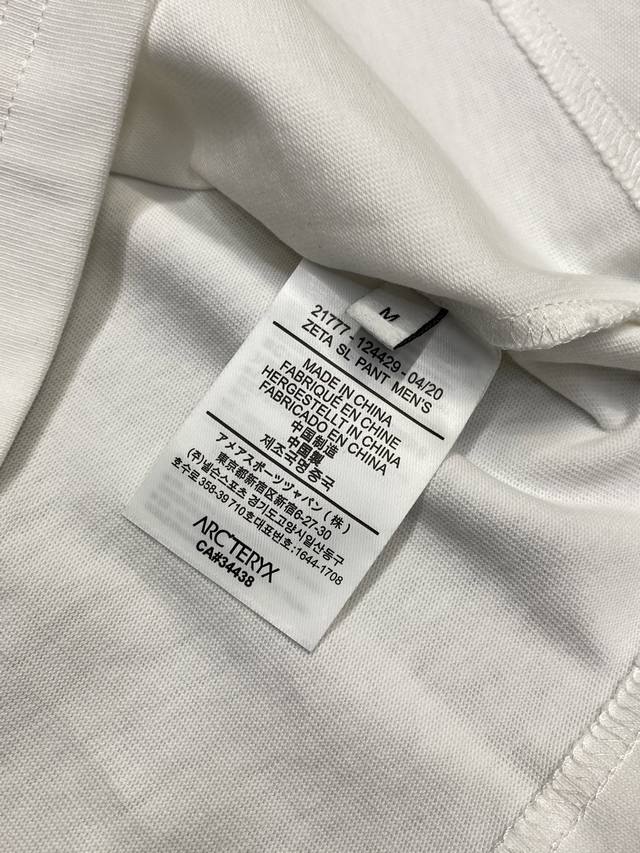 M
21777 - 124429 - 04/20
ZETA SL PANT MEN'S
MADE IN CHINA
FABRIQUÉ EN CHINE
HERGESTELLT IN CHINA
FABRICADO EN CHINA
中国制造
中国製
제조국명중국
アメアスポーツジャパン(株)
東京都新宿区新宿6-27-30
(주)넬슨스포츠 경기도고양시일산동구
호수로 358-39 710호대표번호:1644-1708
ARC'TERYX
CA#34438